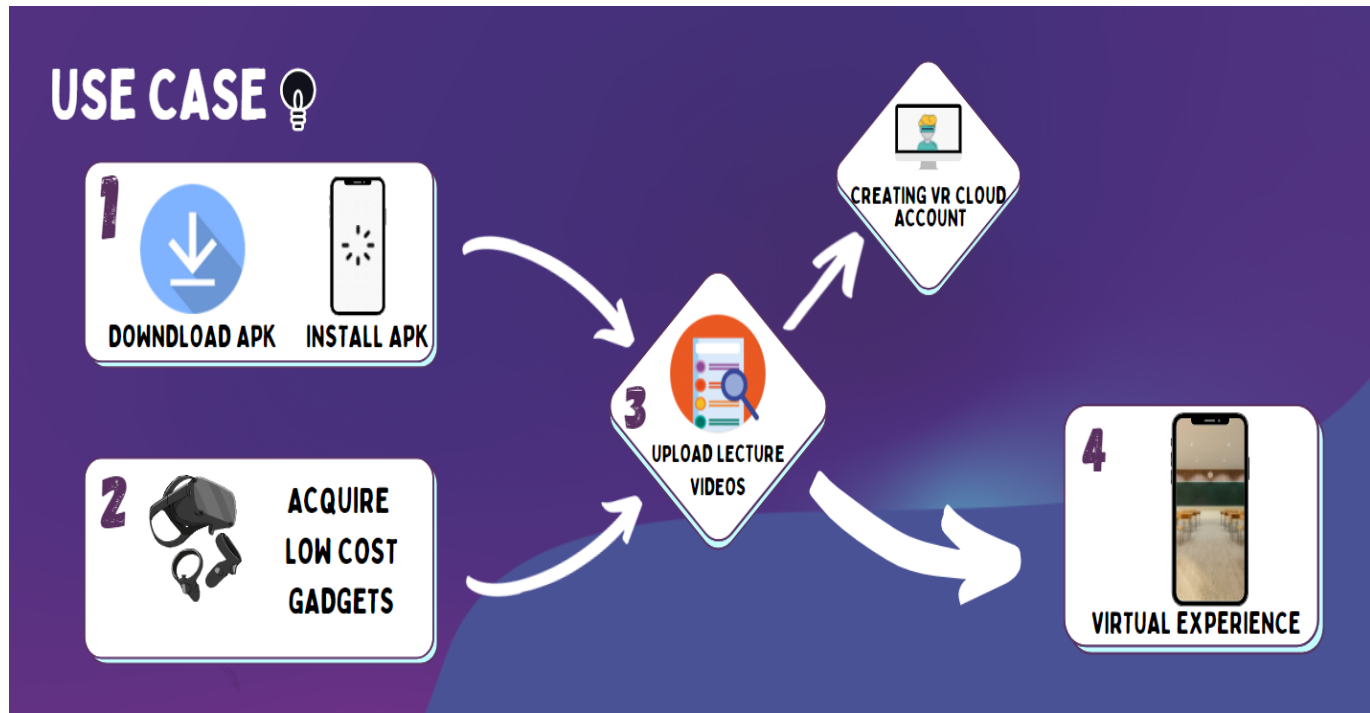 USE CASE
1
DOWNDLOAD APK
INSTALL APK
2
ACQUIRE
LOW COST
GADGETS
3
UPLOAD LECTURE
VIDEOS
CREATING VR CLOUD
ACCOUNT
4
VIRTUAL EXPERIENCE